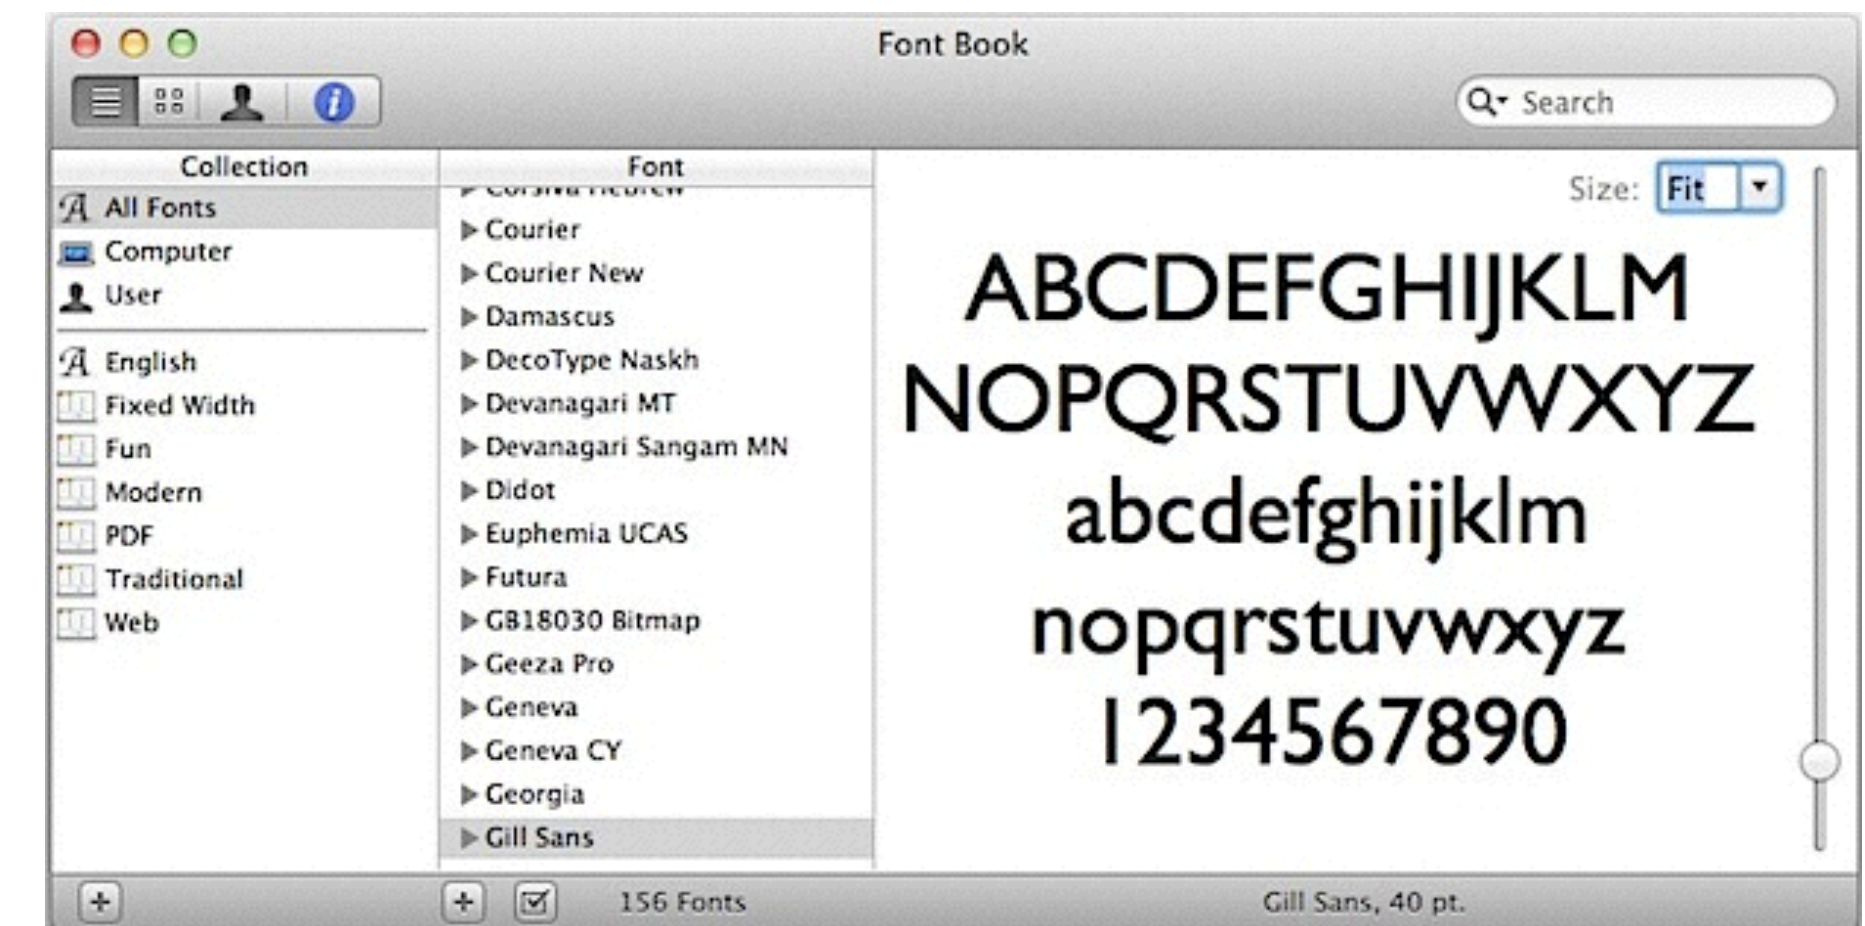 Font Book
Search
Collection
All Fonts
Computer
User
English
Fixed Width
Fun
Modern
PDF
Traditional
Web
Font
Corsiva Hebrew
Courier
Courier New
Damascus
DecoType Naskh
Devanagari MT
Devanagari Sangam MN
Didot
Euphemia UCAS
Futura
GB18030 Bitmap
Geeza Pro
Geneva
Geneva CY
Georgia
Gill Sans
Size: Fit
ABCDEFGHIJKLM
NOPQRSTUVWXYZ
abcdefghijklm
nopqrstuvwxyz
1234567890
156 Fonts
Gill Sans, 40 pt.